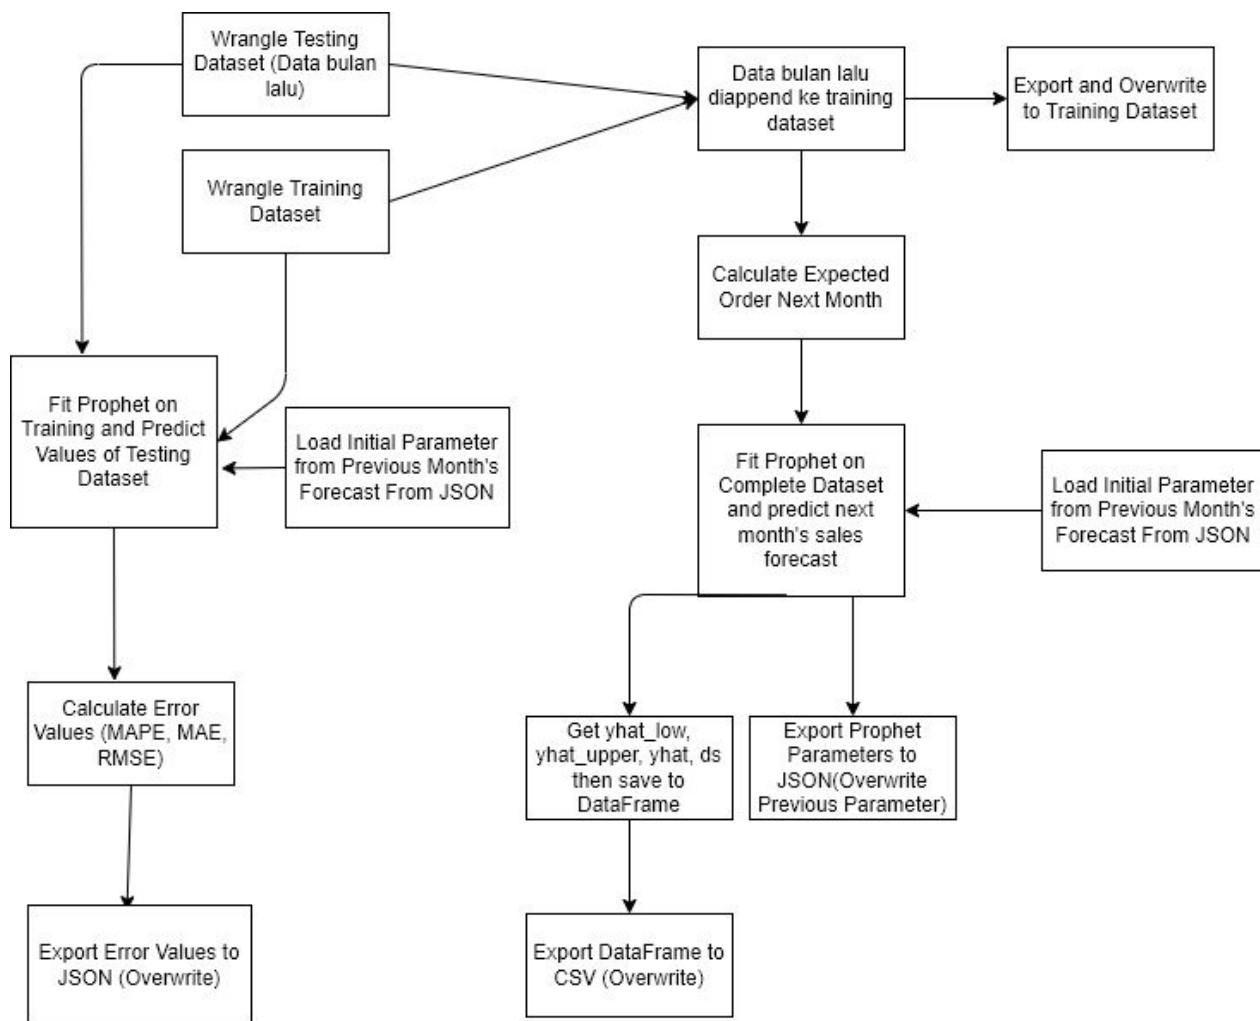 Wrangle Testing
Dataset (Data bulan
lalu)
Data bulan lalu
diappend ke training
dataset
Export and Overwrite
to Training Dataset
Wrangle Training
Dataset
Calculate Expected
Order Next Month
Fit Prophet on
Training and Predict
Values of Testing
Dataset
Load Initial Parameter
from Previous Month's
Forecast From JSON
Fit Prophet on
Complete Dataset
and predict next
month's sales
forecast
Load Initial Parameter
from Previous Month's
Forecast From JSON
Calculate Error
Values (MAPE, MAE,
RMSE)
Get yhat_low,
yhat_upper, yhat, ds
then save to
DataFrame
Export Prophet
Parameters to
JSON(Overwrite
Previous Parameter)
Export Error Values to
JSON (Overwrite)
Export DataFrame to
CSV (Overwrite)